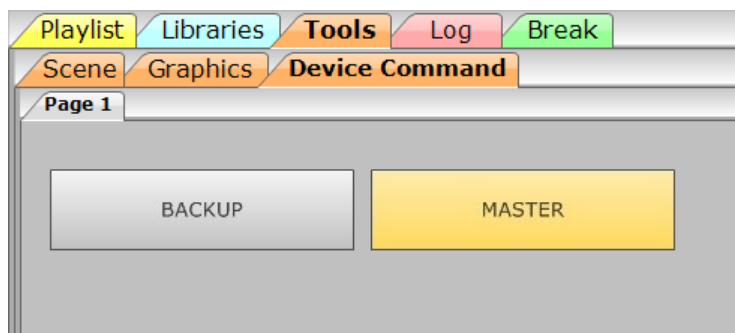 Playlist Libraries Tools Log Break
Scene Graphics Device Command
Page 1
BACKUP MASTER